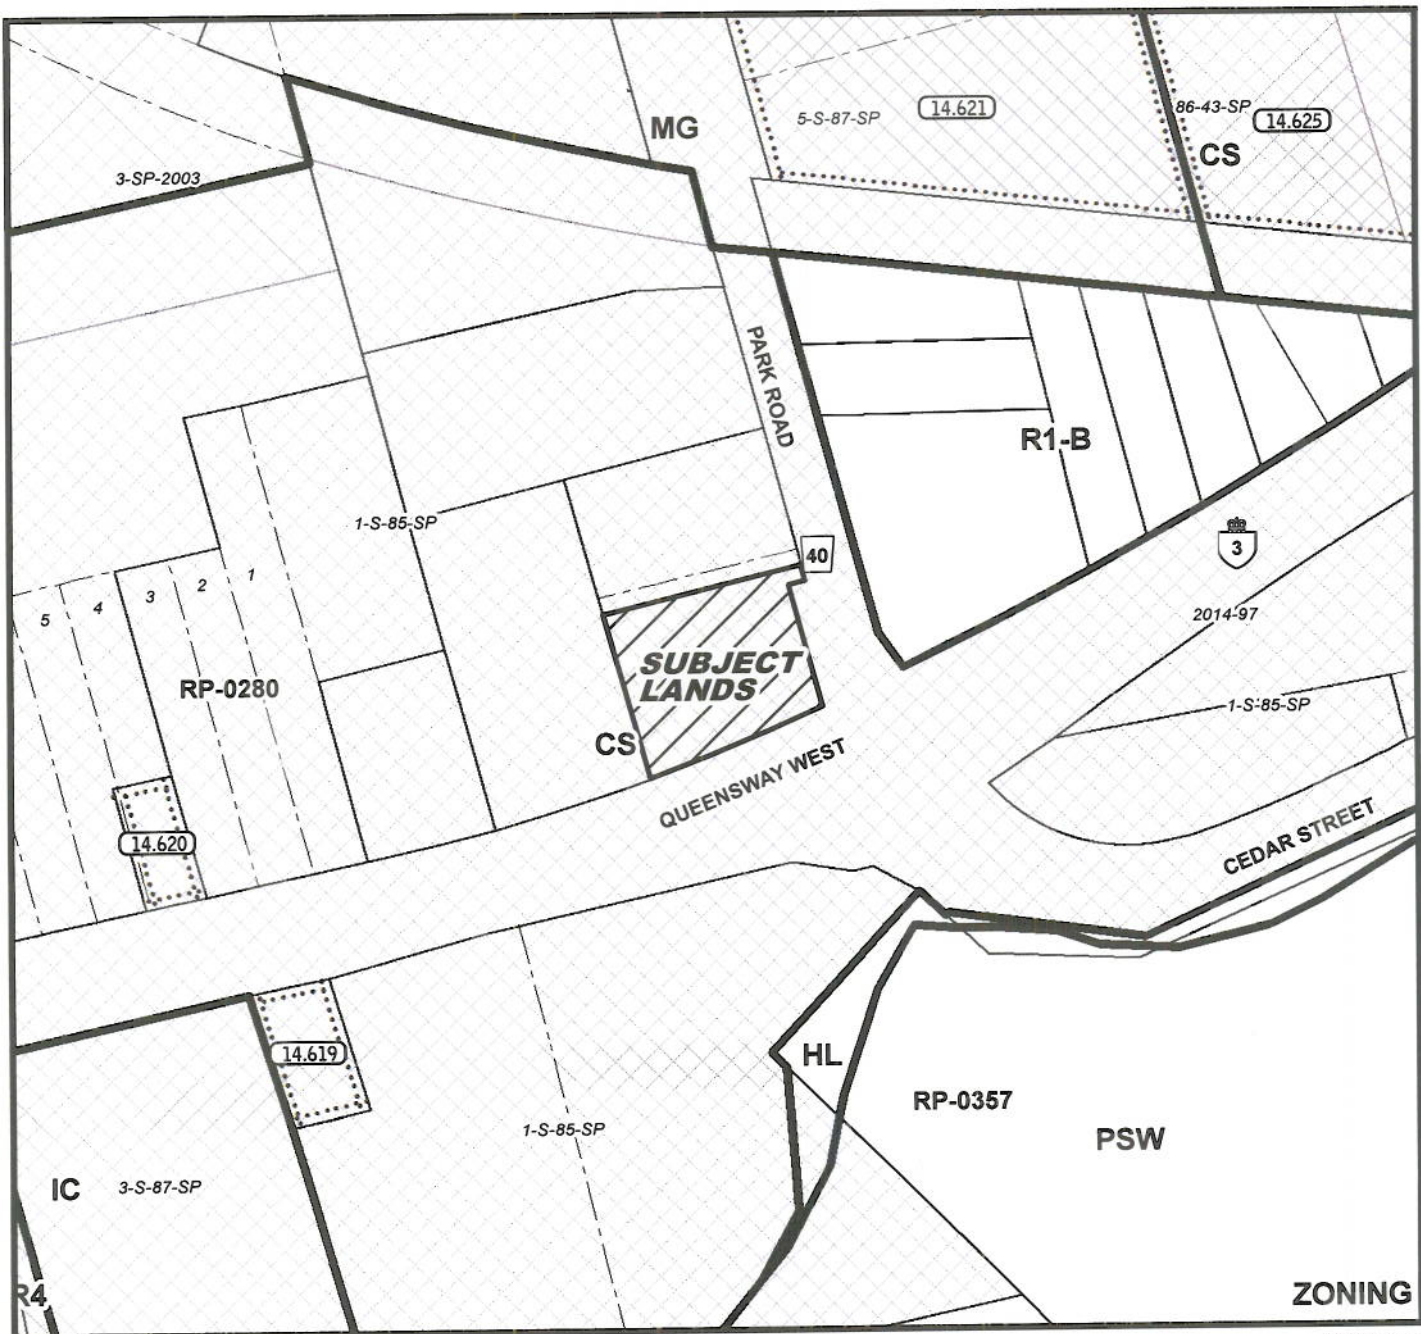 MG
5-S-87-SP
14.621
86-43-SP
14.625
CS
3-SP-2003
PARK ROAD
R1-B
1-S-85-SP
40
3
5
4
3
2
1
2014-97
SUBJECT
LANDS
RP-0280
1-S-85-SP
CS
QUEENSWAY WEST
14.620
CEDAR STREET
14.619
HL
RP-0357
1-S-85-SP
PSW
IC
3-S-87-SP
R4
ZONING